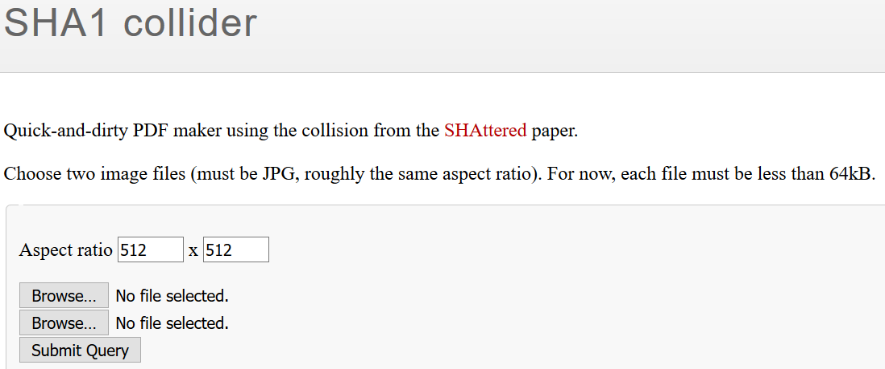 SHA1 collider
Quick-and-dirty PDF maker using the collision from the SHAttered paper.
Choose two image files (must be JPG, roughly the same aspect ratio). For now, each file must be less than 64kB.
Aspect ratio 512 x 512
Browse... No file selected.
Browse... No file selected.
Submit Query